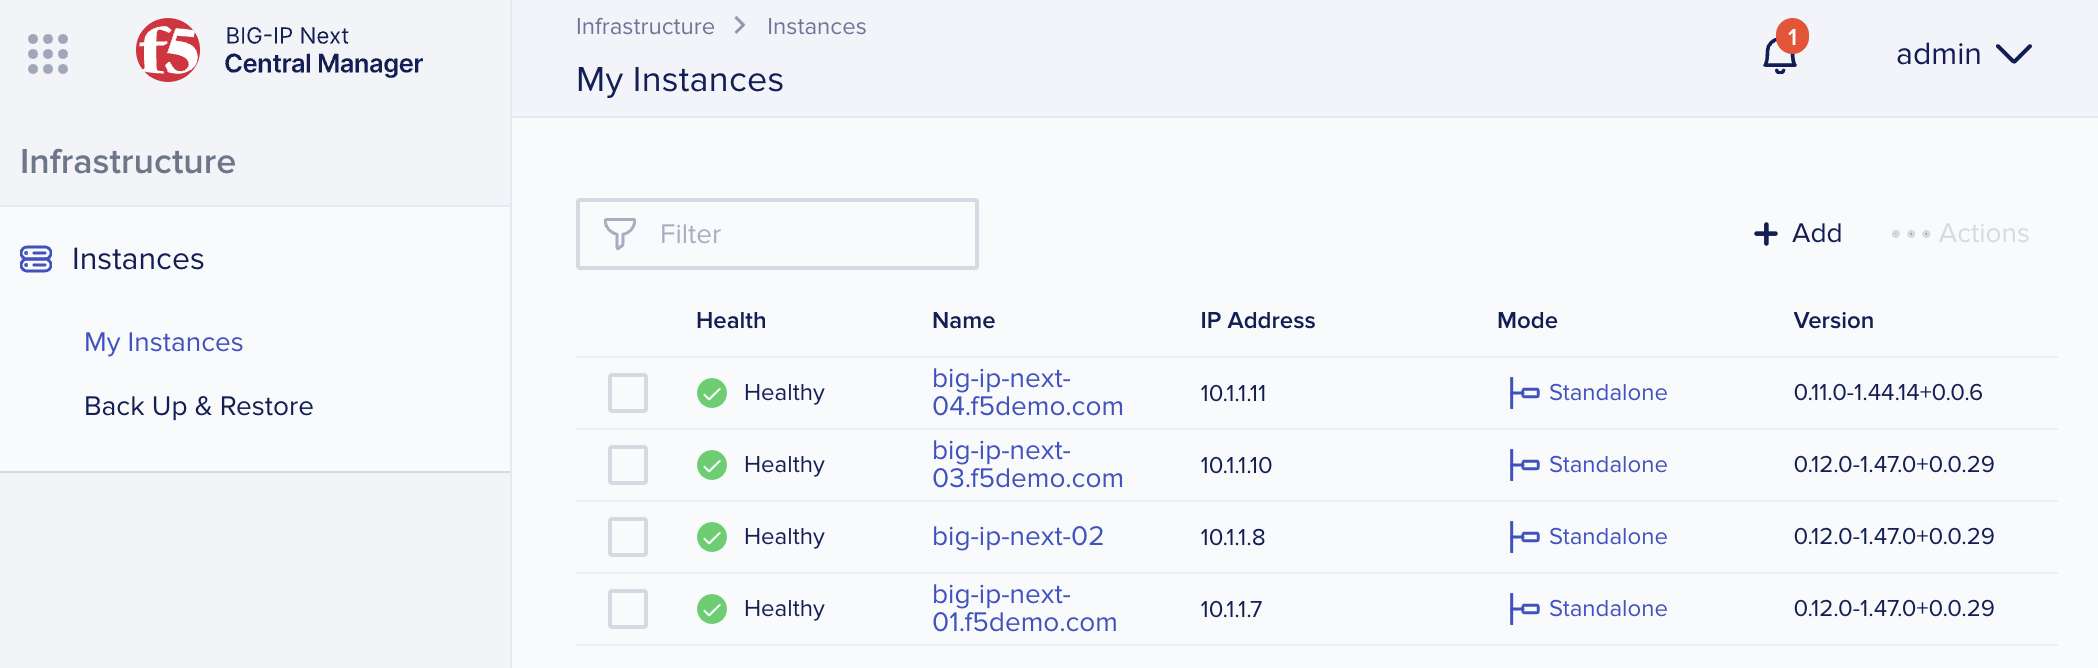 f5
BIG-IP Next
Central Manager
Infrastructure
Instances
My Instances
Back Up & Restore
Infrastructure > Instances
My Instances
1
admin
Filter
+ Add
••• Actions
Health Name IP Address Mode Version
Healthy big-ip-next-
04.f5demo.com 10.1.1.11 Standalone 0.11.0-1.44.14+0.0.6
Healthy big-ip-next-
03.f5demo.com 10.1.1.10 Standalone 0.12.0-1.47.0+0.0.29
Healthy big-ip-next-02 10.1.1.8 Standalone 0.12.0-1.47.0+0.0.29
Healthy big-ip-next-
01.f5demo.com 10.1.1.7 Standalone 0.12.0-1.47.0+0.0.29